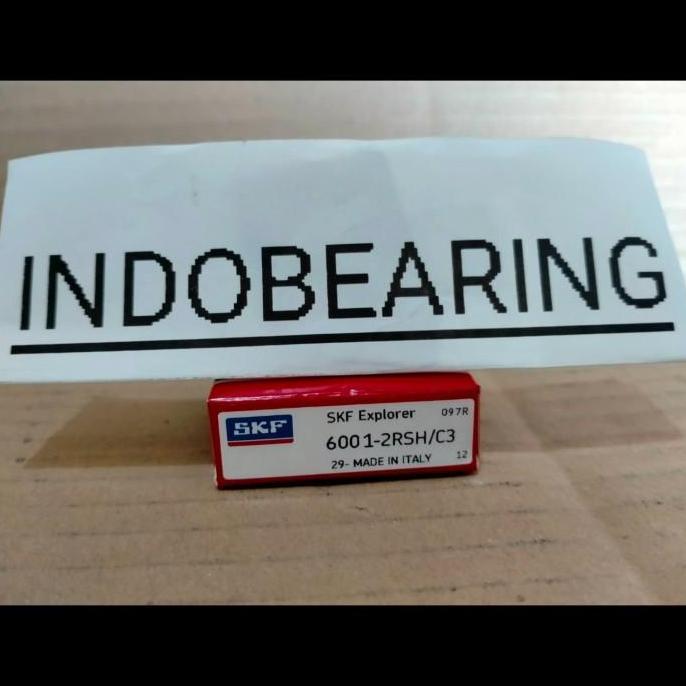 INDOBEARING
SKF
SKF Explorer 097R
6001-2RSH/C3
29- MADE IN ITALY 12